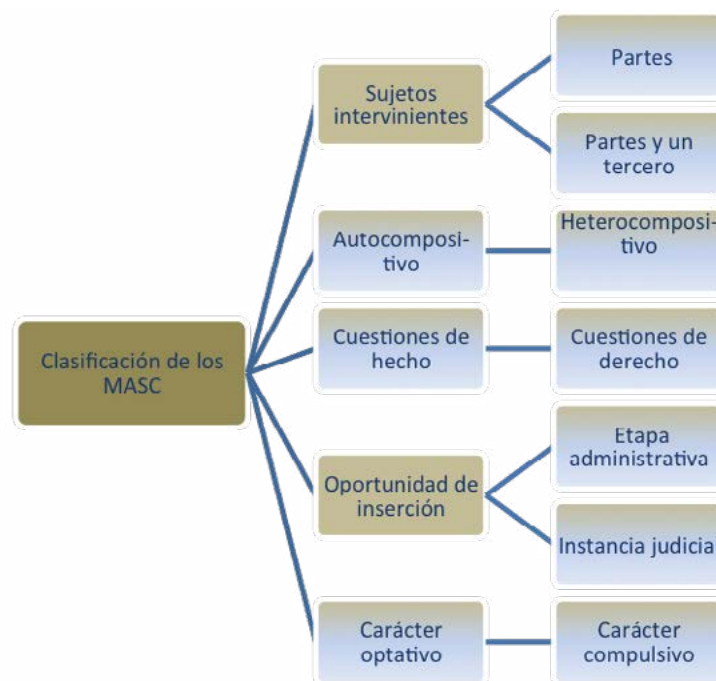 Clasificación de los
MASC
Sujetos
intervinientes
Partes
Partes y un
tercero
Autocomposi-
tivo
Heterocomposi-
tivo
Cuestiones de
hecho
Cuestiones de
derecho
Oportunidad de
inserción
Etapa
administrativa
Instancia judicia
Carácter
optativo
Carácter
compulsivo